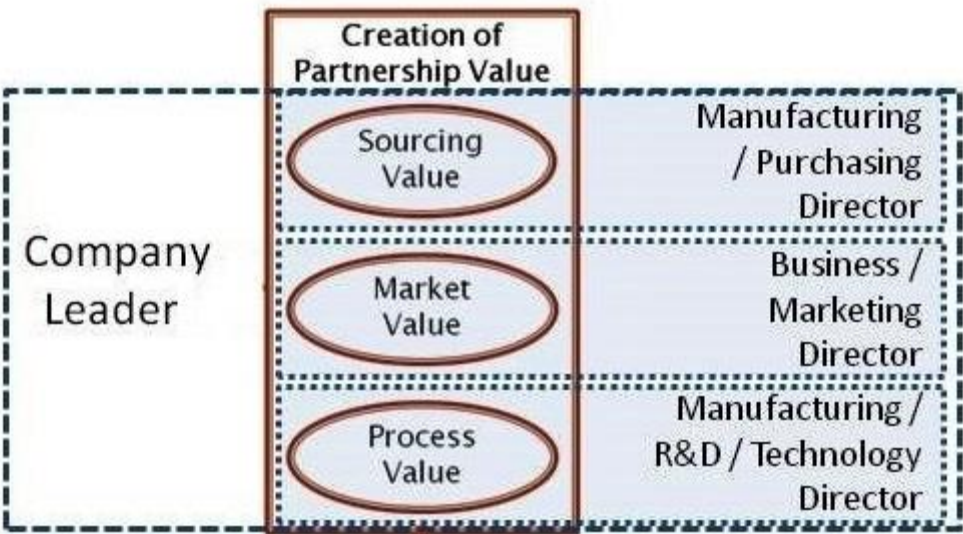 Creation of
Partnership Value
Company
Leader
Sourcing
Value
Manufacturing
/ Purchasing
Director
Market
Value
Business /
Marketing
Director
Process
Value
Manufacturing /
R&D / Technology
Director